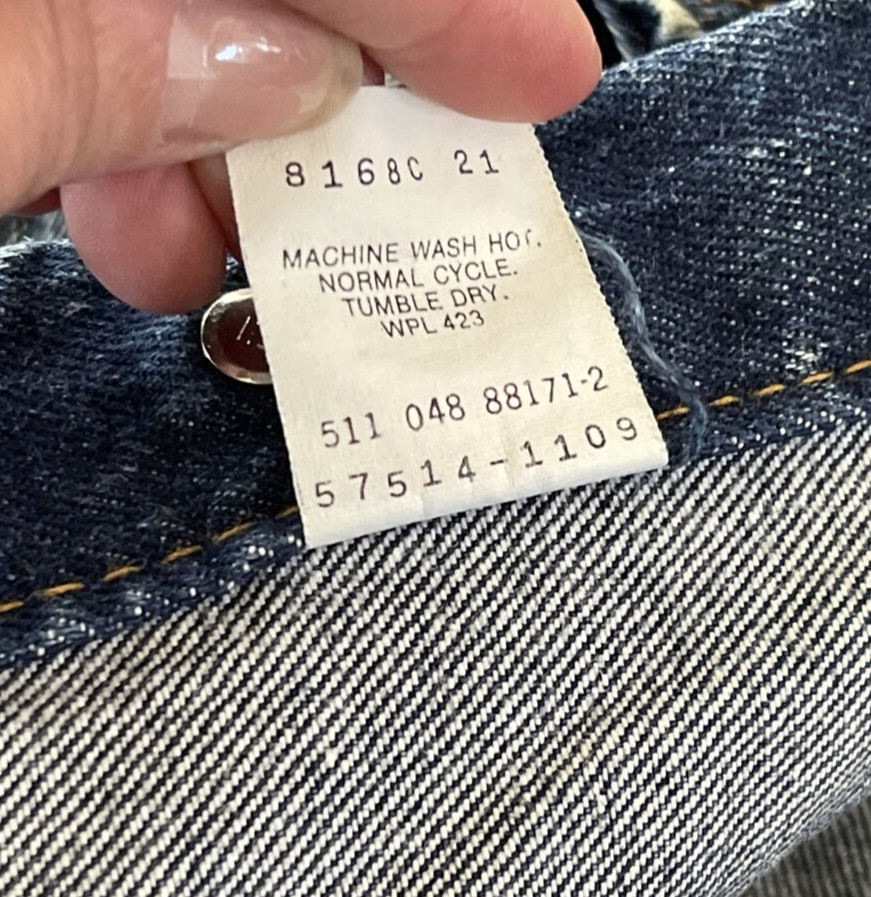 8168C 21
MACHINE WASH HOT.
NORMAL CYCLE.
TUMBLE DRY.
WPL 423
511 048 88171-2
57514-1109